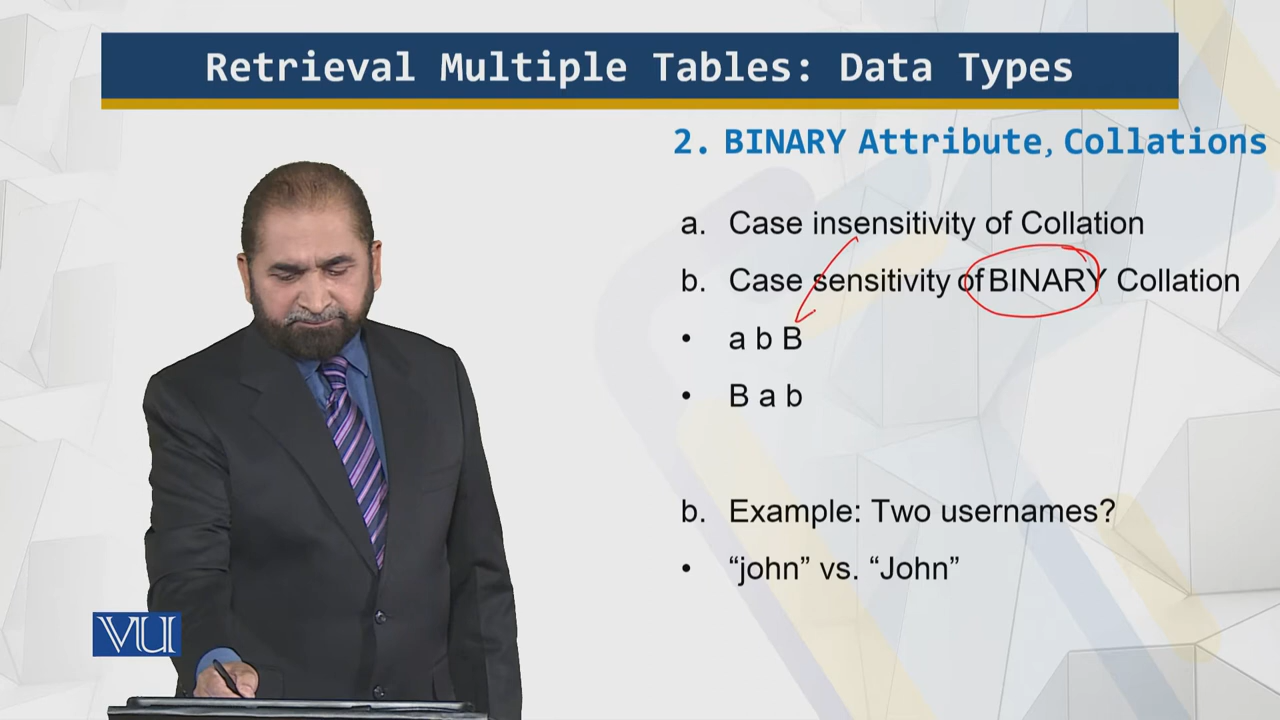 Retrieval Multiple Tables: Data Types
2. BINARY Attribute, Collations
a. Case insensitivity of Collation
b. Case sensitivity of BINARY Collation
• a b B
• B a b
b. Example: Two usernames?
• “john” vs. “John”
VU